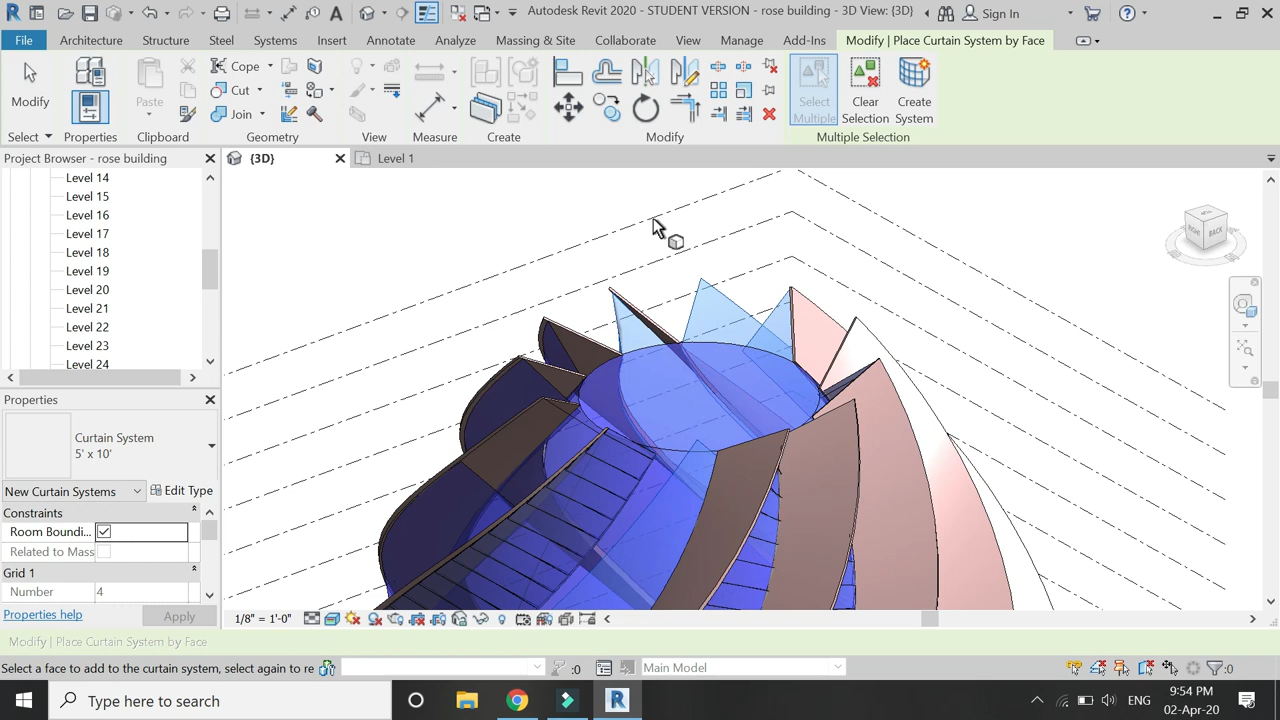 Autodesk Revit 2020 - STUDENT VERSION - rose building - 3D View: {3D}
Sign In
File Architecture Structure Steel Systems Insert Annotate Analyze Massing & Site Collaborate View Manage Add-Ins Modify | Place Curtain System by Face
Modify
Paste
Cope
Cut
Join
Select Multiple
Clear Selection
Create System
Select Properties Clipboard Geometry View Measure Create Modify Multiple Selection
Project Browser - rose building
{3D} Level 1
Level 14
Level 15
Level 16
Level 17
Level 18
Level 19
Level 20
Level 21
Level 22
Level 23
Level 24
RIGHT BACK
Properties
Curtain System
5' x 10'
New Curtain Systems Edit Type
Constraints
Room Boundi...
Related to Mass
Grid 1
Number 4
Properties help Apply
1/8" = 1'-0"
Modify | Place Curtain System by Face
Select a face to add to the curtain system, select again to re
:0 Main Model :0
Type here to search
R
ENG
9:54 PM
02-Apr-20